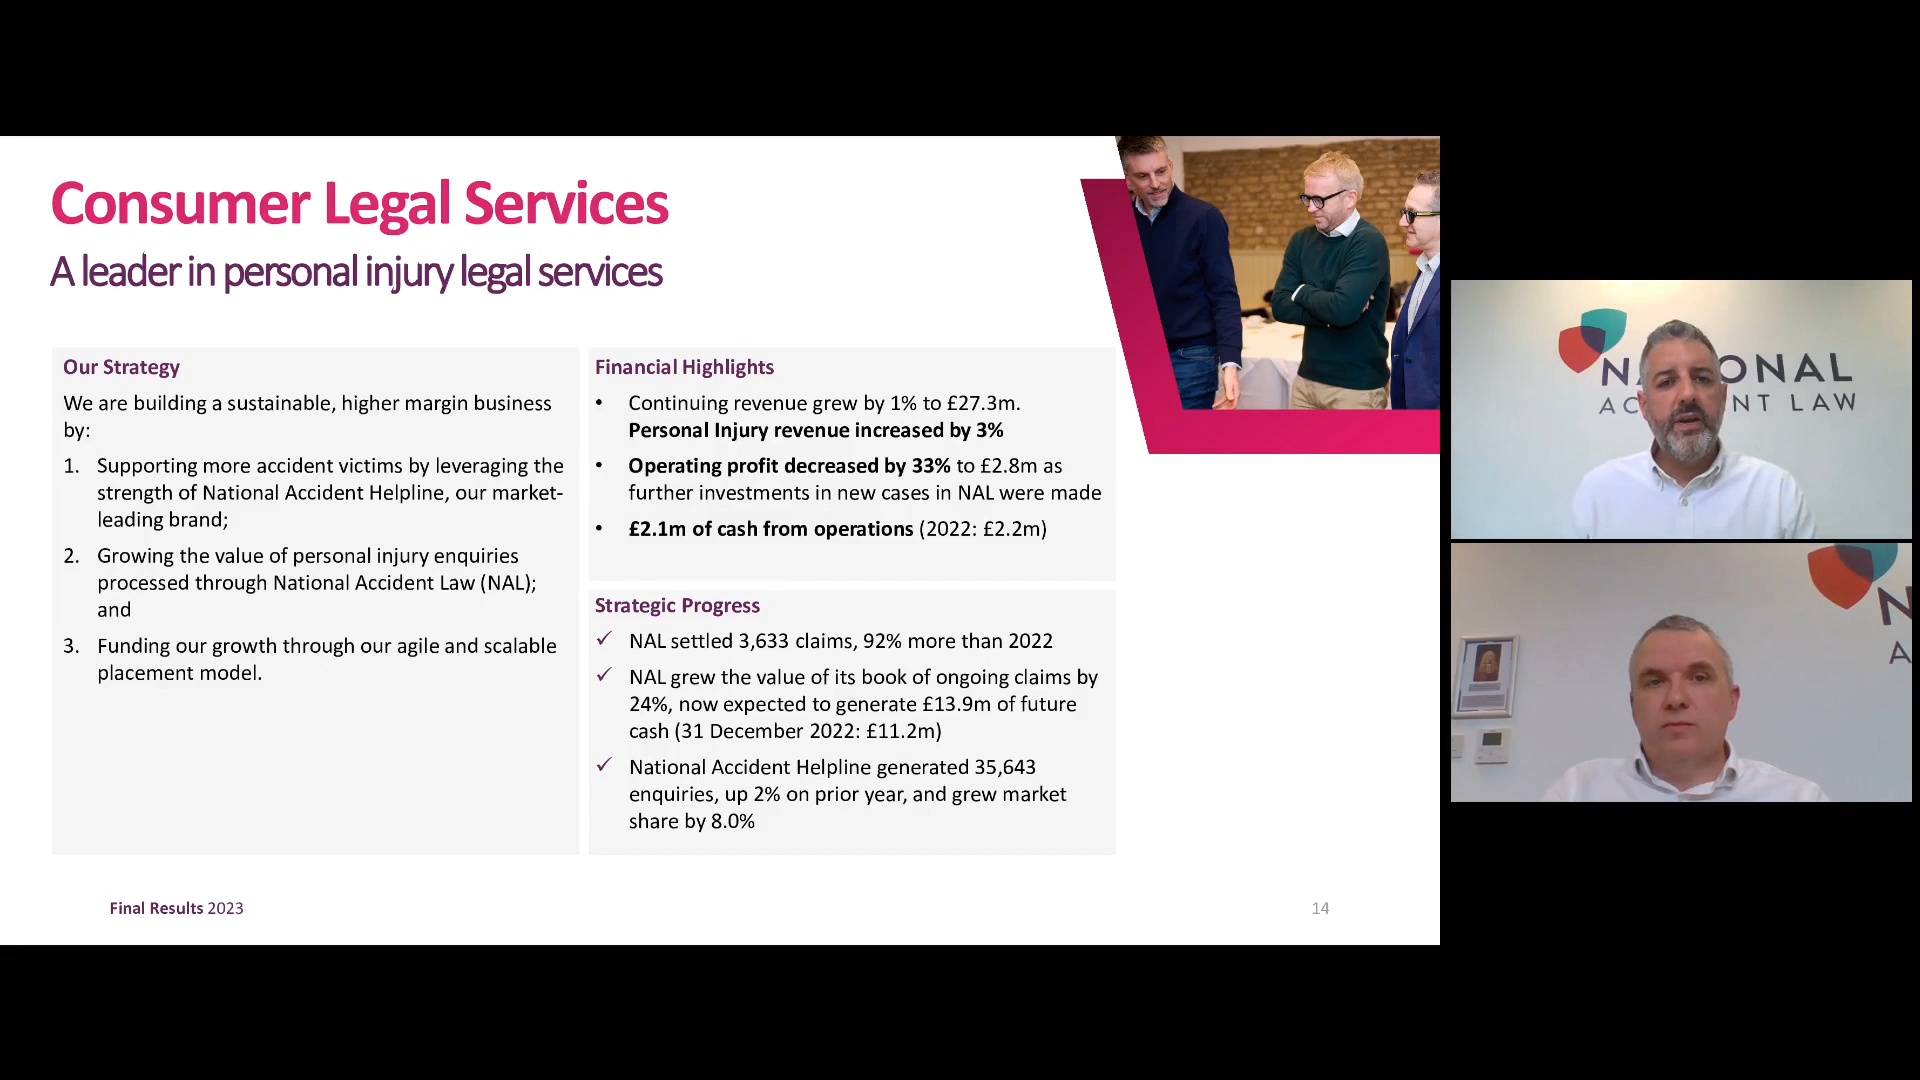 Consumer Legal Services
A leader in personal injury legal services
Our Strategy
We are building a sustainable, higher margin business
by:
1. Supporting more accident victims by leveraging the
strength of National Accident Helpline, our market-
leading brand;
2. Growing the value of personal injury enquiries
processed through National Accident Law (NAL);
and
3. Funding our growth through our agile and scalable
placement model.
Financial Highlights
• Continuing revenue grew by 1% to £27.3m.
Personal Injury revenue increased by 3%
• Operating profit decreased by 33% to £2.8m as
further investments in new cases in NAL were made
• £2.1m of cash from operations (2022: £2.2m)
Strategic Progress
✓ NAL settled 3,633 claims, 92% more than 2022
✓ NAL grew the value of its book of ongoing claims by
24%, now expected to generate £13.9m of future
cash (31 December 2022: £11.2m)
✓ National Accident Helpline generated 35,643
enquiries, up 2% on prior year, and grew market
share by 8.0%
Final Results 2023
14
NATIONAL
ACCIDENT LAW
N
A